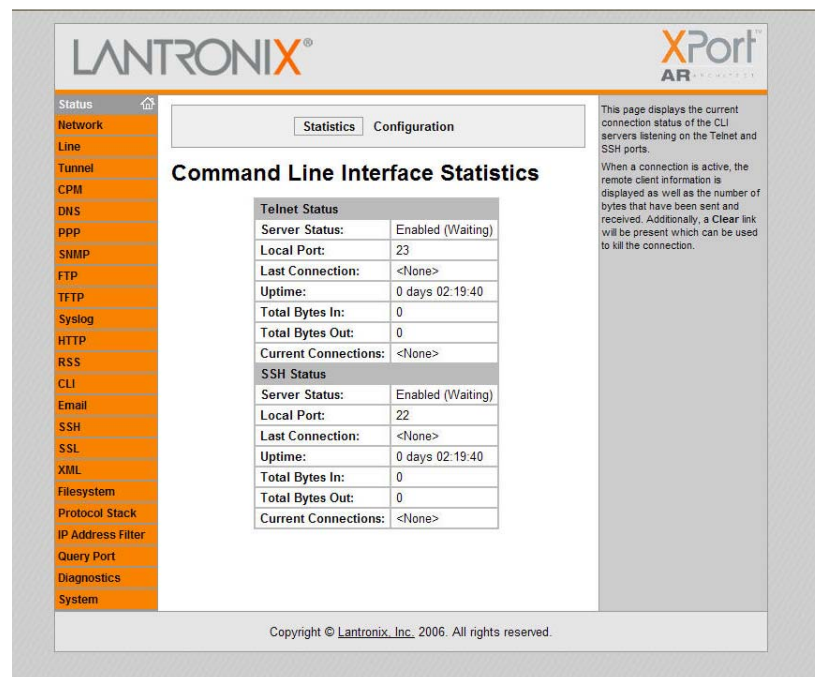 LANTRONIX®
XPort™
AR
Status
Network
Line
Tunnel
CPM
DNS
PPP
SNMP
FTP
TFTP
Syslog
HTTP
RSS
CLI
Email
SSH
SSL
XML
Filesystem
Protocol Stack
IP Address Filter
Query Port
Diagnostics
System
Statistics Configuration
Command Line Interface Statistics
Telnet Status
Server Status: Enabled (Waiting)
Local Port: 23
Last Connection: <None>
Uptime: 0 days 02:19:40
Total Bytes In: 0
Total Bytes Out: 0
Current Connections: <None>
SSH Status
Server Status: Enabled (Waiting)
Local Port: 22
Last Connection: <None>
Uptime: 0 days 02:19:40
Total Bytes In: 0
Total Bytes Out: 0
Current Connections: <None>
This page displays the current
connection status of the CLI
servers listening on the Telnet and
SSH ports.
When a connection is active, the
remote client information is
displayed as well as the number of
bytes that have been sent and
received. Additionally, a Clear link
will be present which can be used
to kill the connection.
Copyright © Lantronix, Inc. 2006. All rights reserved.